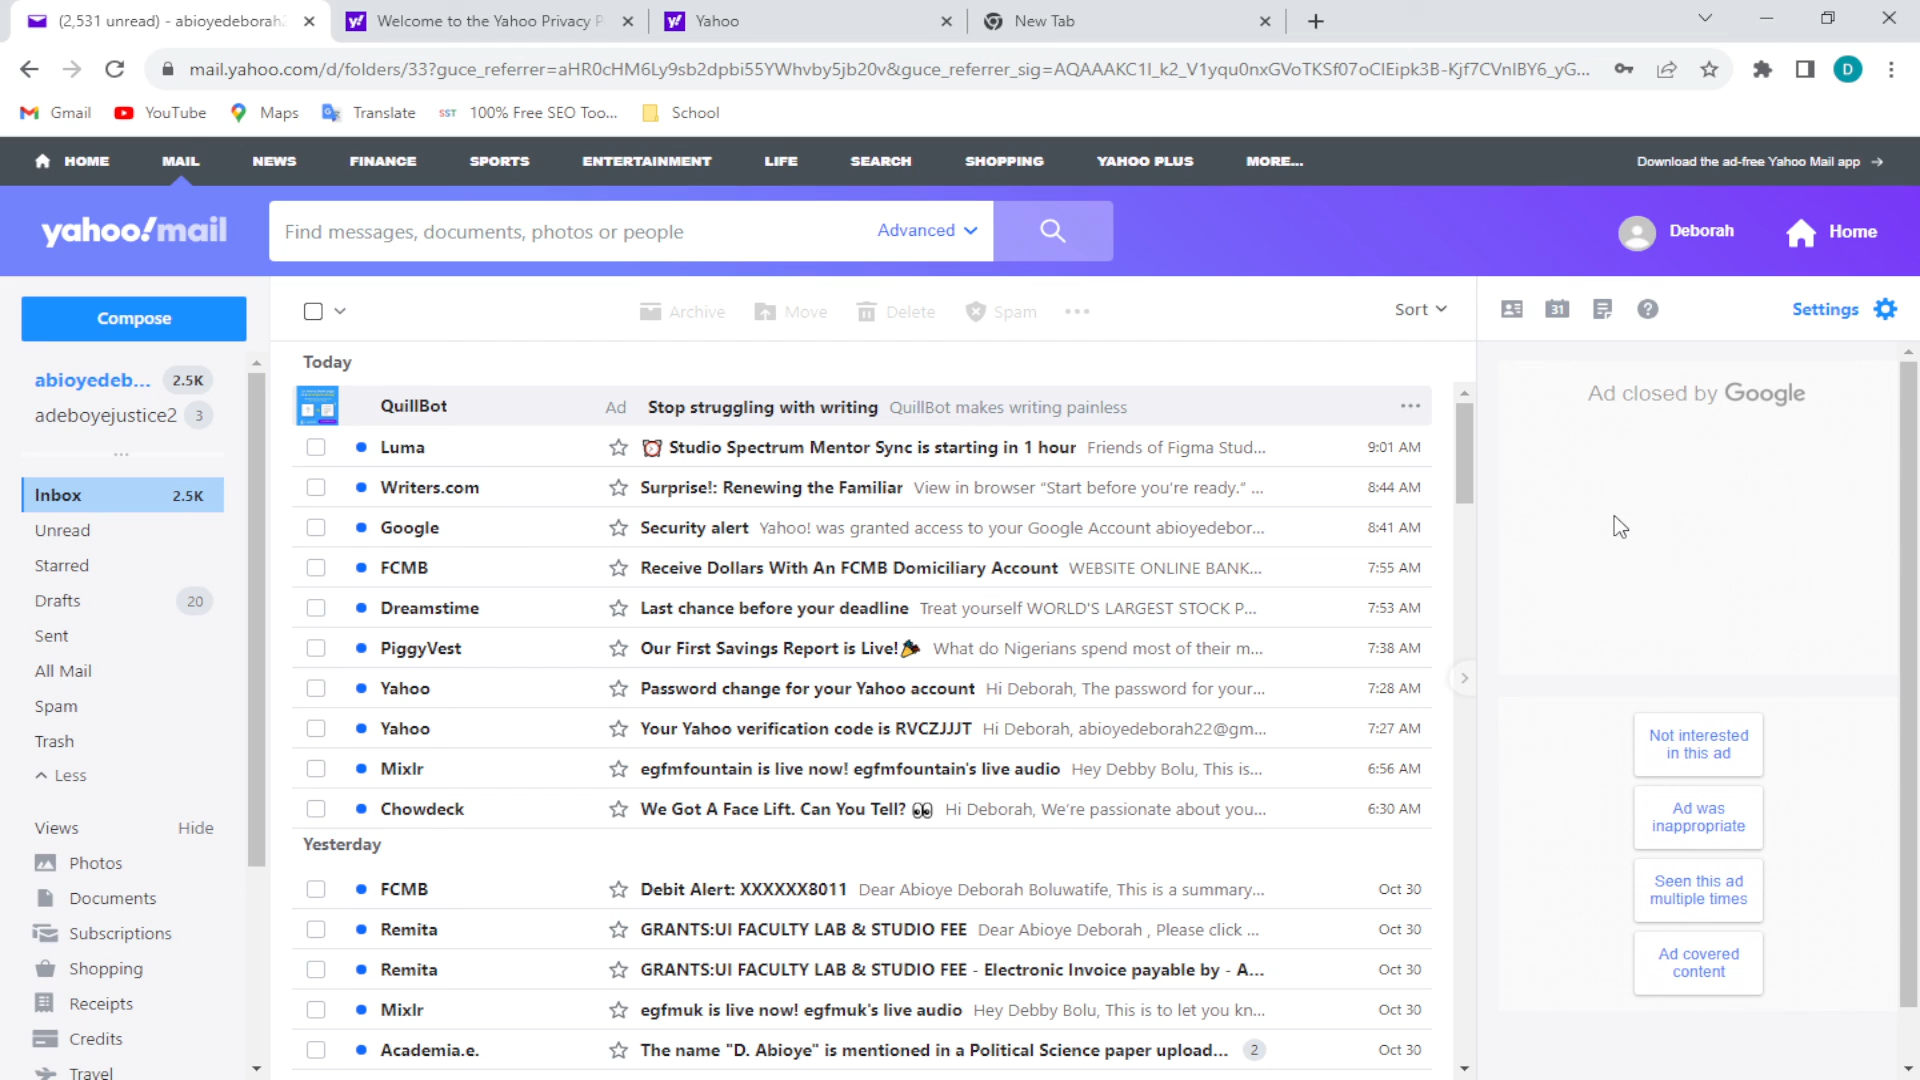 (2,531 unread) - abioyedeborah2
Welcome to the Yahoo Privacy P
Yahoo
New Tab
mail.yahoo.com/d/folders/33?guce_referrer=aHR0cHM6Ly9sb2dpbi55YWhvby5jb20v&guce_referrer_sig=AQAAAKC1I_k2_V1yqu0nxGVoTKSf07oCIEipk3B-Kjf7CVnIBY6_yG... D
Gmail YouTube Maps Translate SST 100% Free SEO Too... School
HOME MAIL NEWS FINANCE SPORTS ENTERTAINMENT LIFE SEARCH SHOPPING YAHOO PLUS MORE... Download the ad-free Yahoo Mail app →
yahoo!mail Find messages, documents, photos or people Advanced Deborah Home
Compose Archive Move Delete Spam ••• Sort 31 Settings
abioyedeb... 2.5K
adeboyejustice2 3
...
Inbox 2.5K
Unread
Starred
Drafts 20
Sent
All Mail
Spam
Trash
Less
Views Hide
Photos
Documents
Subscriptions
Shopping
Receipts
Credits
Travel
Today
QuillBot Ad Stop struggling with writing QuillBot makes writing painless •••
Luma ⏰ Studio Spectrum Mentor Sync is starting in 1 hour Friends of Figma Stud... 9:01 AM
Writers.com Surprise!: Renewing the Familiar View in browser "Start before you're ready." ... 8:44 AM
Google Security alert Yahoo! was granted access to your Google Account abioyedebor... 8:41 AM
FCMB Receive Dollars With An FCMB Domiciliary Account WEBSITE ONLINE BANK... 7:55 AM
Dreamstime Last chance before your deadline Treat yourself WORLD'S LARGEST STOCK P... 7:53 AM
PiggyVest Our First Savings Report is Live!🎉 What do Nigerians spend most of their m... 7:38 AM
Yahoo Password change for your Yahoo account Hi Deborah, The password for your... 7:28 AM
Yahoo Your Yahoo verification code is RVCZJJJT Hi Deborah, abioyedeborah22@gm... 7:27 AM
Mixlr egfmfountain is live now! egfmfountain's live audio Hey Debby Bolu, This is... 6:56 AM
Chowdeck We Got A Face Lift. Can You Tell? 👀 Hi Deborah, We're passionate about you... 6:30 AM
Yesterday
FCMB Debit Alert: XXXXXX8011 Dear Abioye Deborah Boluwatife, This is a summary... Oct 30
Remita GRANTS:UI FACULTY LAB & STUDIO FEE Dear Abioye Deborah , Please click ... Oct 30
Remita GRANTS:UI FACULTY LAB & STUDIO FEE - Electronic Invoice payable by - A... Oct 30
Mixlr egfmuk is live now! egfmuk's live audio Hey Debby Bolu, This is to let you kn... Oct 30
Academia.e. The name "D. Abioye" is mentioned in a Political Science paper upload... 2 Oct 30
Ad closed by Google
Not interested
in this ad
Ad was
inappropriate
Seen this ad
multiple times
Ad covered
content